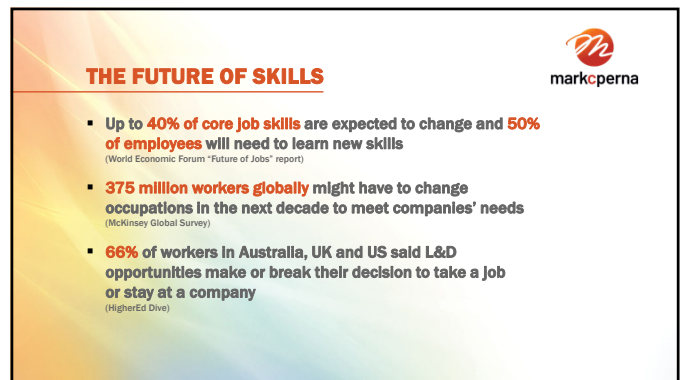 markcperna
THE FUTURE OF SKILLS
▪ Up to 40% of core job skills are expected to change and 50%
of employees will need to learn new skills
(World Economic Forum “Future of Jobs” report)
▪ 375 million workers globally might have to change
occupations in the next decade to meet companies’ needs
(McKinsey Global Survey)
▪ 66% of workers in Australia, UK and US said L&D
opportunities make or break their decision to take a job
or stay at a company
(HigherEd Dive)